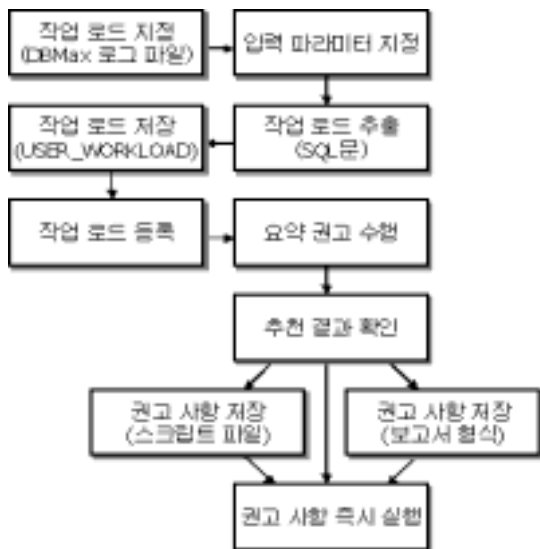 작업 로드 지정
(DBMax 로그 파일)
입력 파라미터 지정
작업 로드 저장
(USER_WORKLOAD)
작업 로드 추출
(SQL문)
작업 로드 등록
요약 권고 수행
추천 결과 확인
권고 사항 저장
(스크립트 파일)
권고 사항 저장
(보고서 형식)
권고 사항 즉시 실행